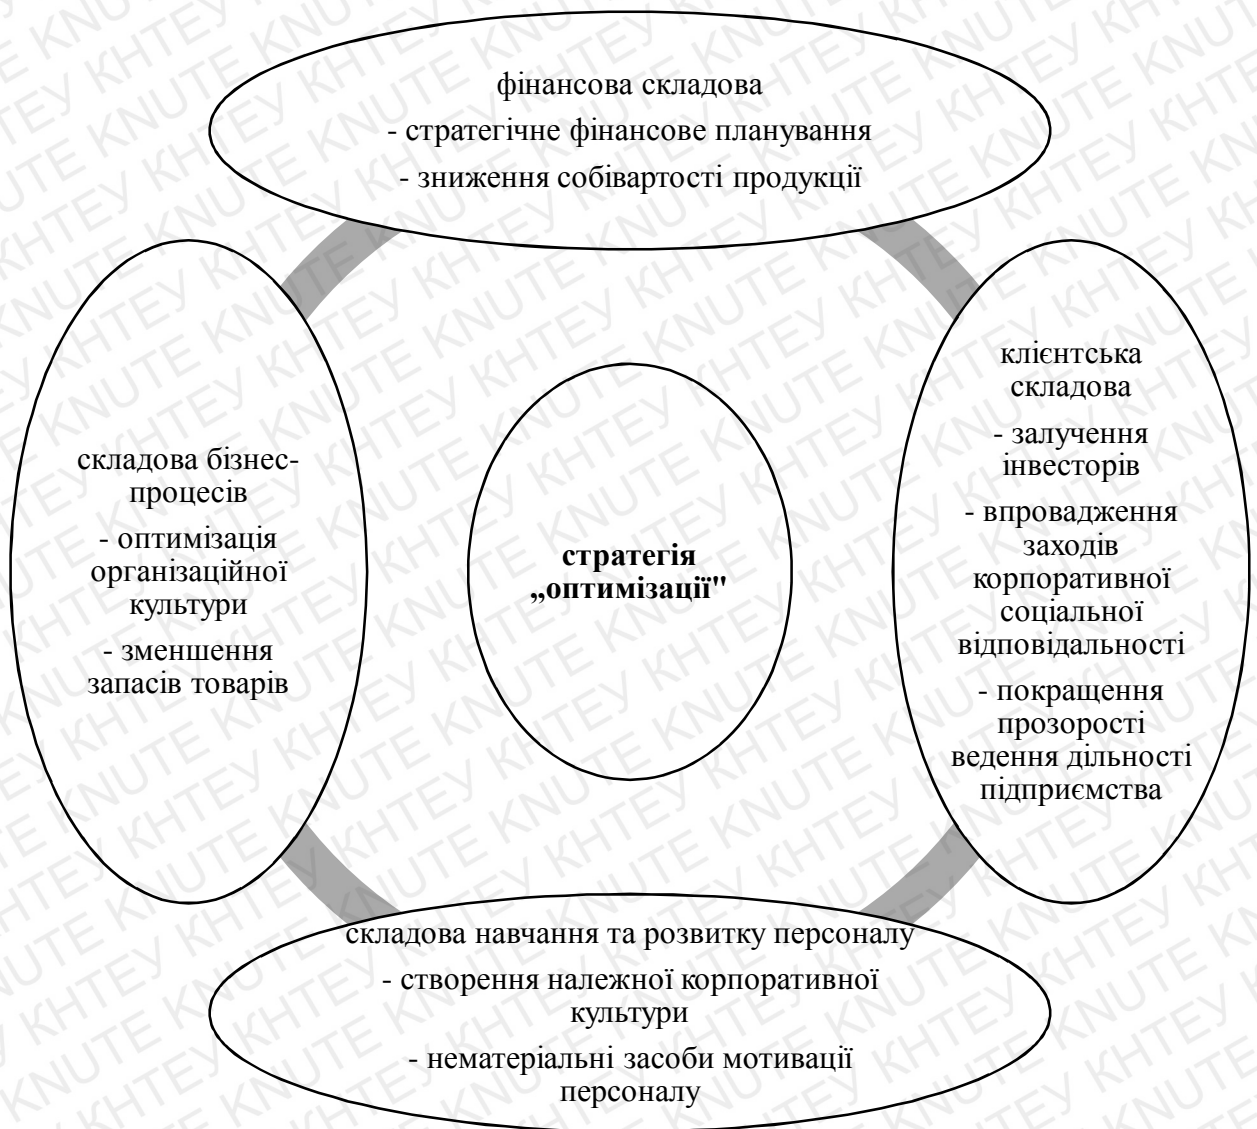 фінансова складова
- стратегічне фінансове планування
- зниження собівартості продукції
клієнтська
складова
- залучення
інвесторів
- впровадження
заходів
корпоративної
соціальної
відповідальності
- покращення
прозорості
ведення дільності
підприємства
складова навчання та розвитку персоналу
- створення належної корпоративної
культури
- нематеріальні засоби мотивації
персоналу
складова бізнес-
процесів
- оптимізація
організаційної
культури
- зменшення
запасів товарів
стратегія
„оптимізації"
KNUTE КНТЕУ